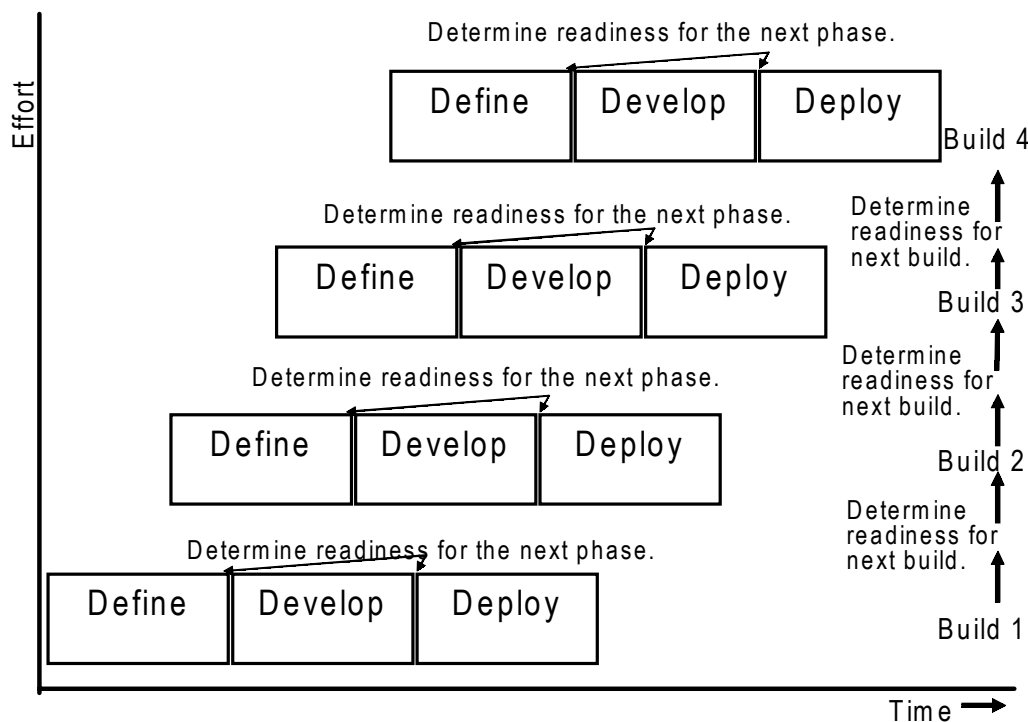 Effort
Determine readiness for the next phase.
Define
Develop
Deploy
Build 4
Determine
readiness for
next build.
Determine readiness for the next phase.
Define
Develop
Deploy
Build 3
Determine
readiness for
next build.
Determine readiness for the next phase.
Define
Develop
Deploy
Build 2
Determine
readiness for
next build.
Determine readiness for the next phase.
Define
Develop
Deploy
Build 1
Time